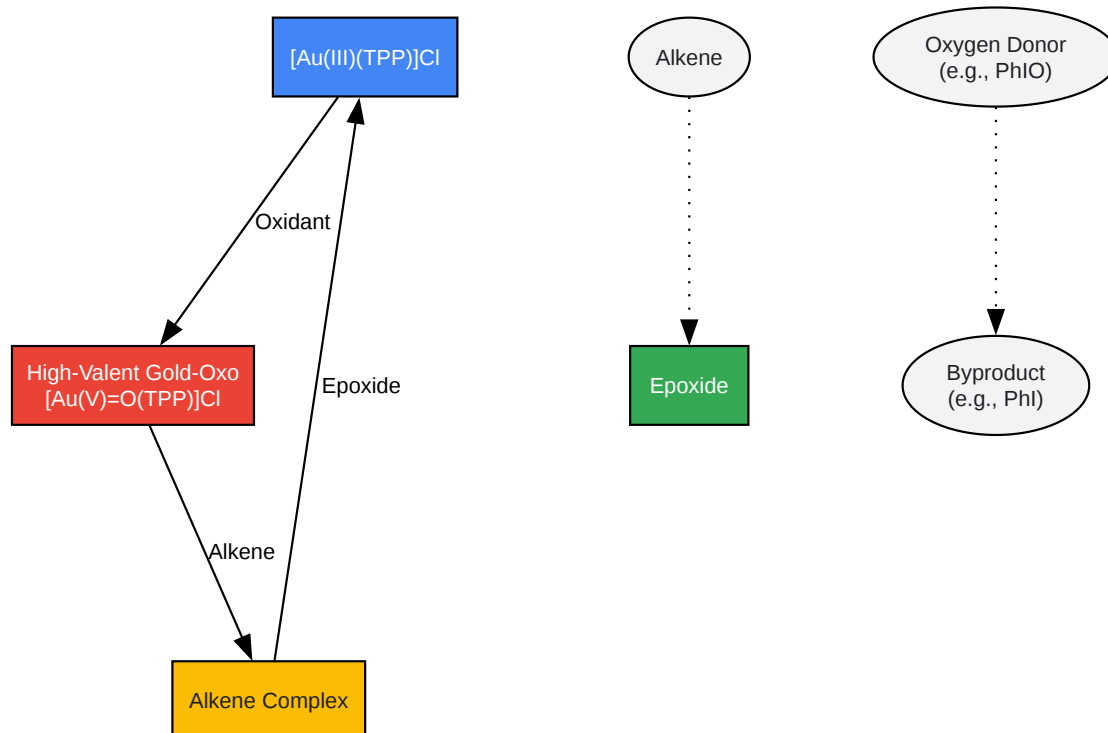 [Au(III)(TPP)]Cl
Alkene
Oxygen Donor
(e.g., PhIO)
Oxidant
High-Valent Gold-Oxo
[Au(V)=O(TPP)]Cl
Epoxide
Epoxide
Byproduct
(e.g., PhI)
Alkene
Alkene Complex